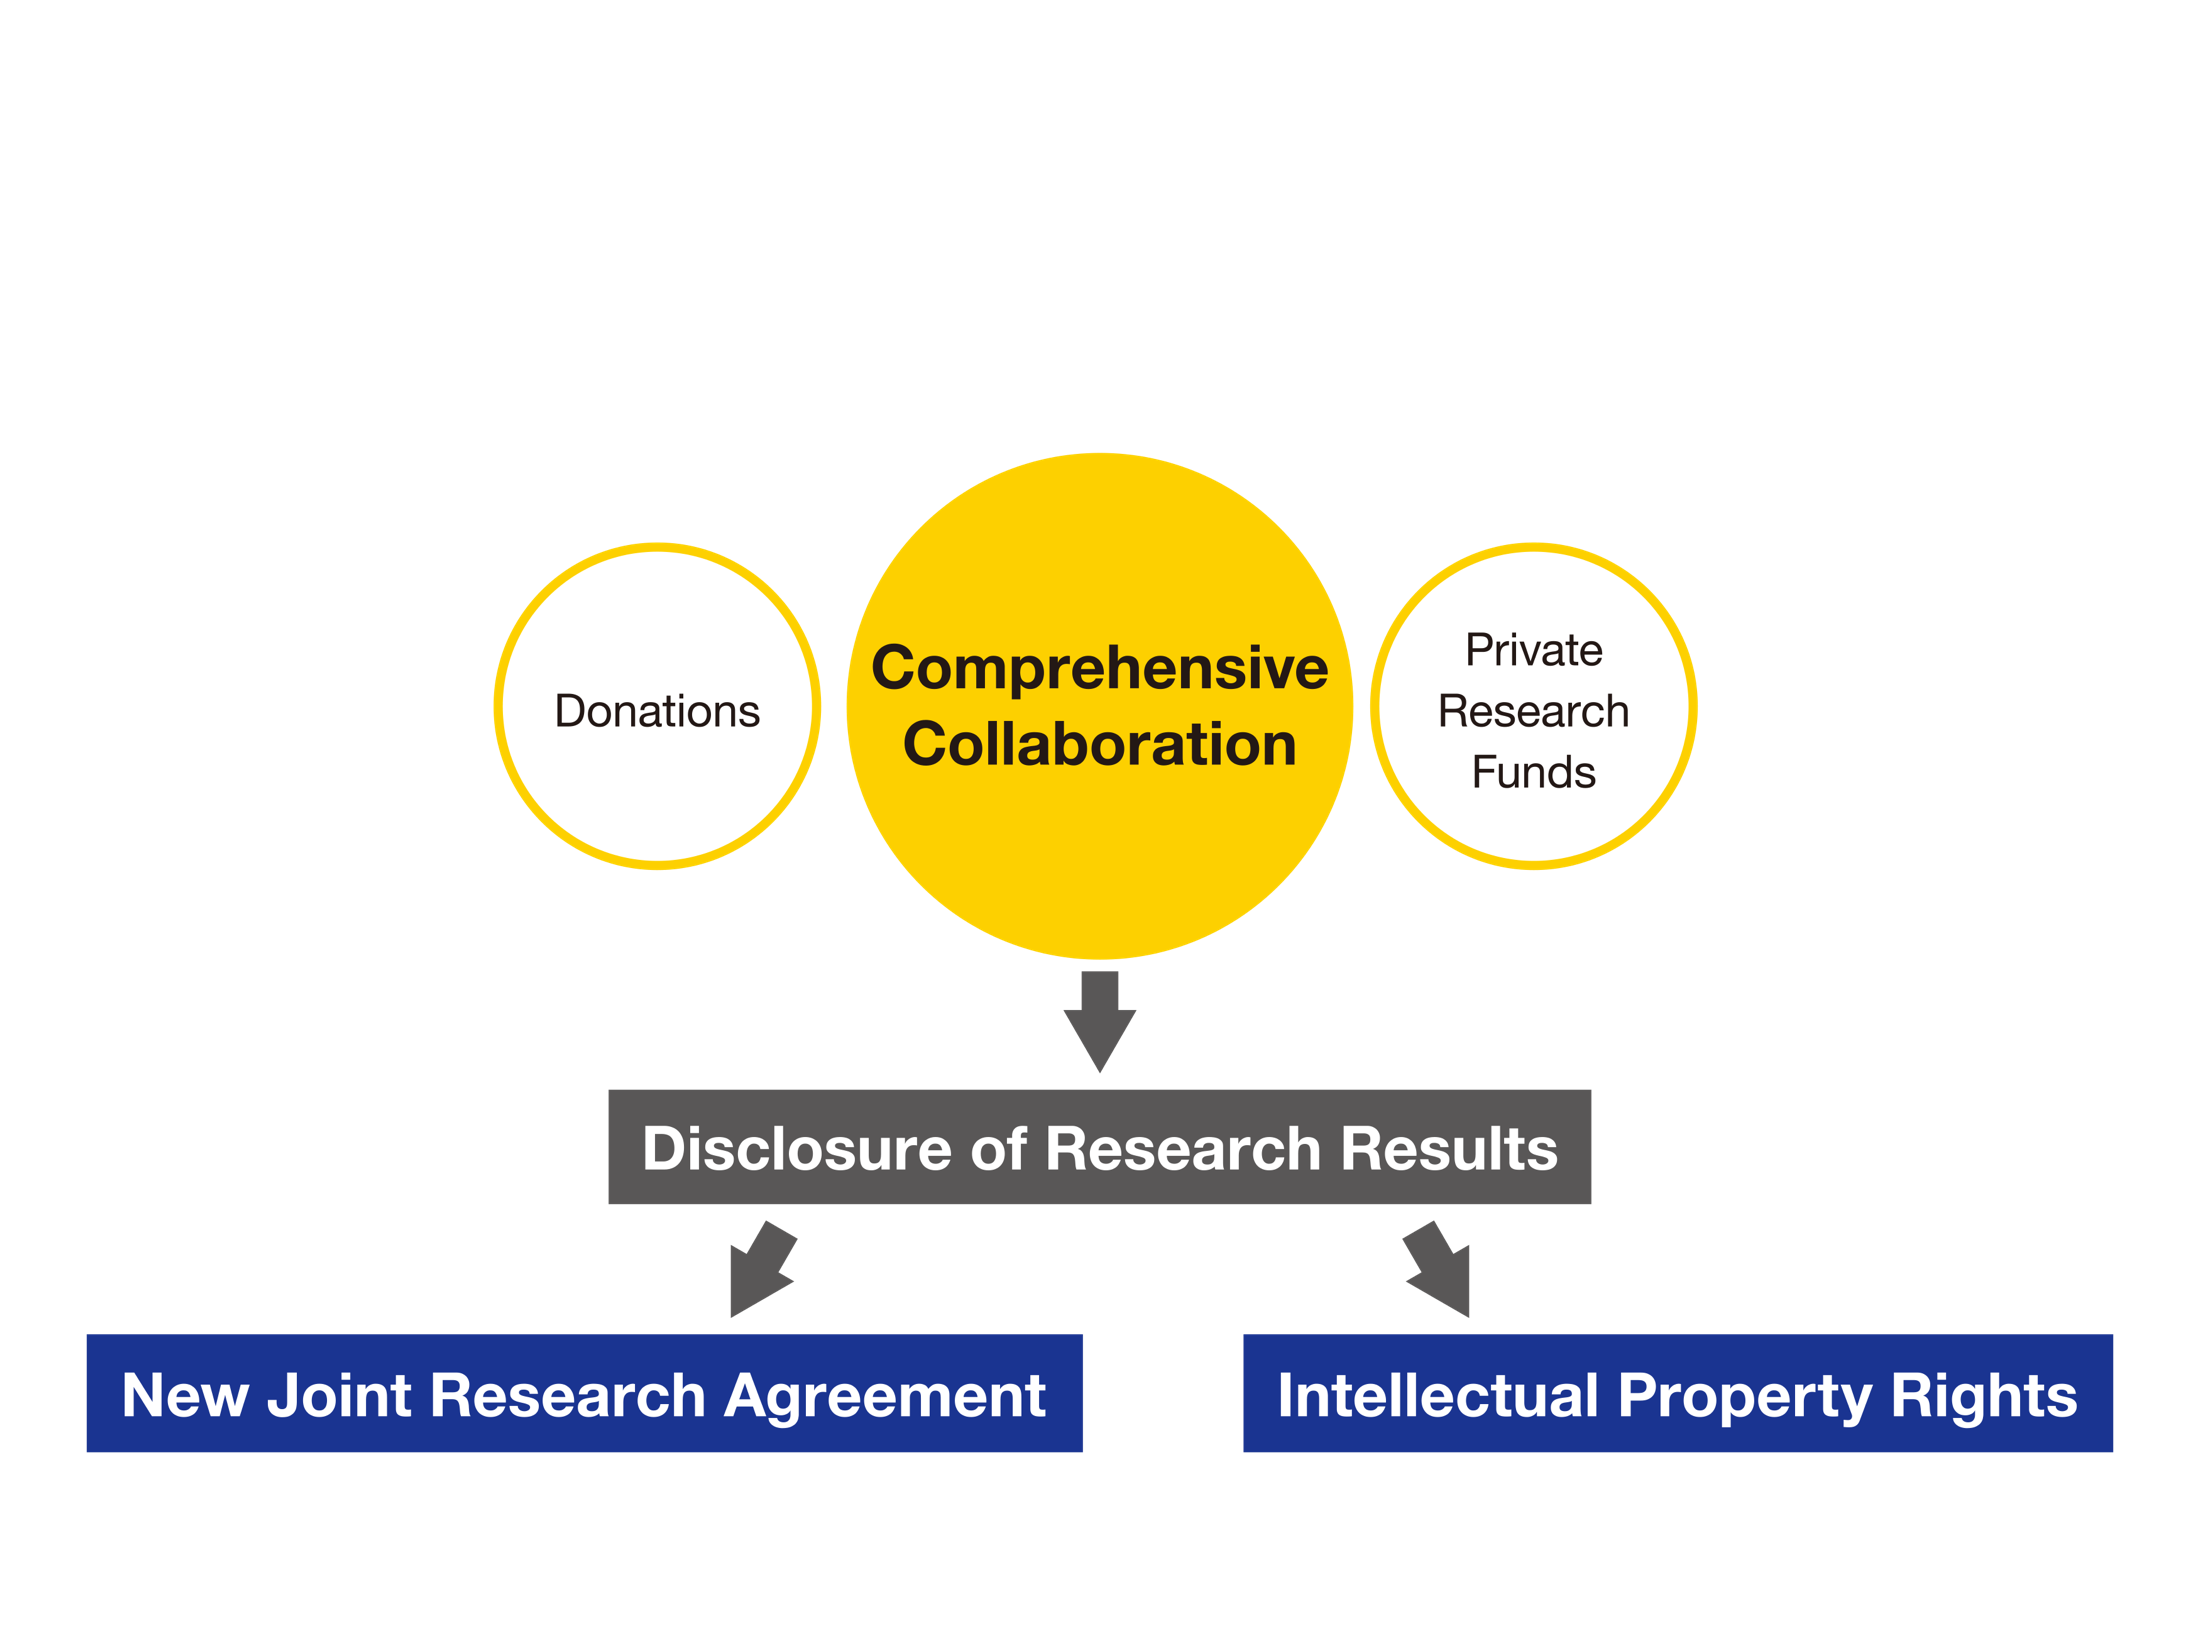 Donations
Comprehensive
Collaboration
Private
Research
Funds
Disclosure of Research Results
New Joint Research Agreement
Intellectual Property Rights